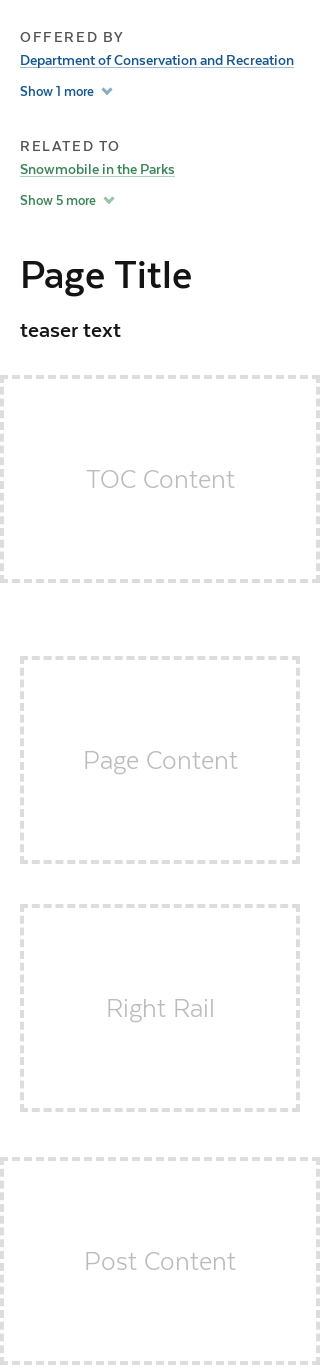 OFFERED BY
Department of Conservation and Recreation
Show 1 more
RELATED TO
Snowmobile in the Parks
Show 5 more
Page Title
teaser text
TOC Content
Page Content
Right Rail
Post Content